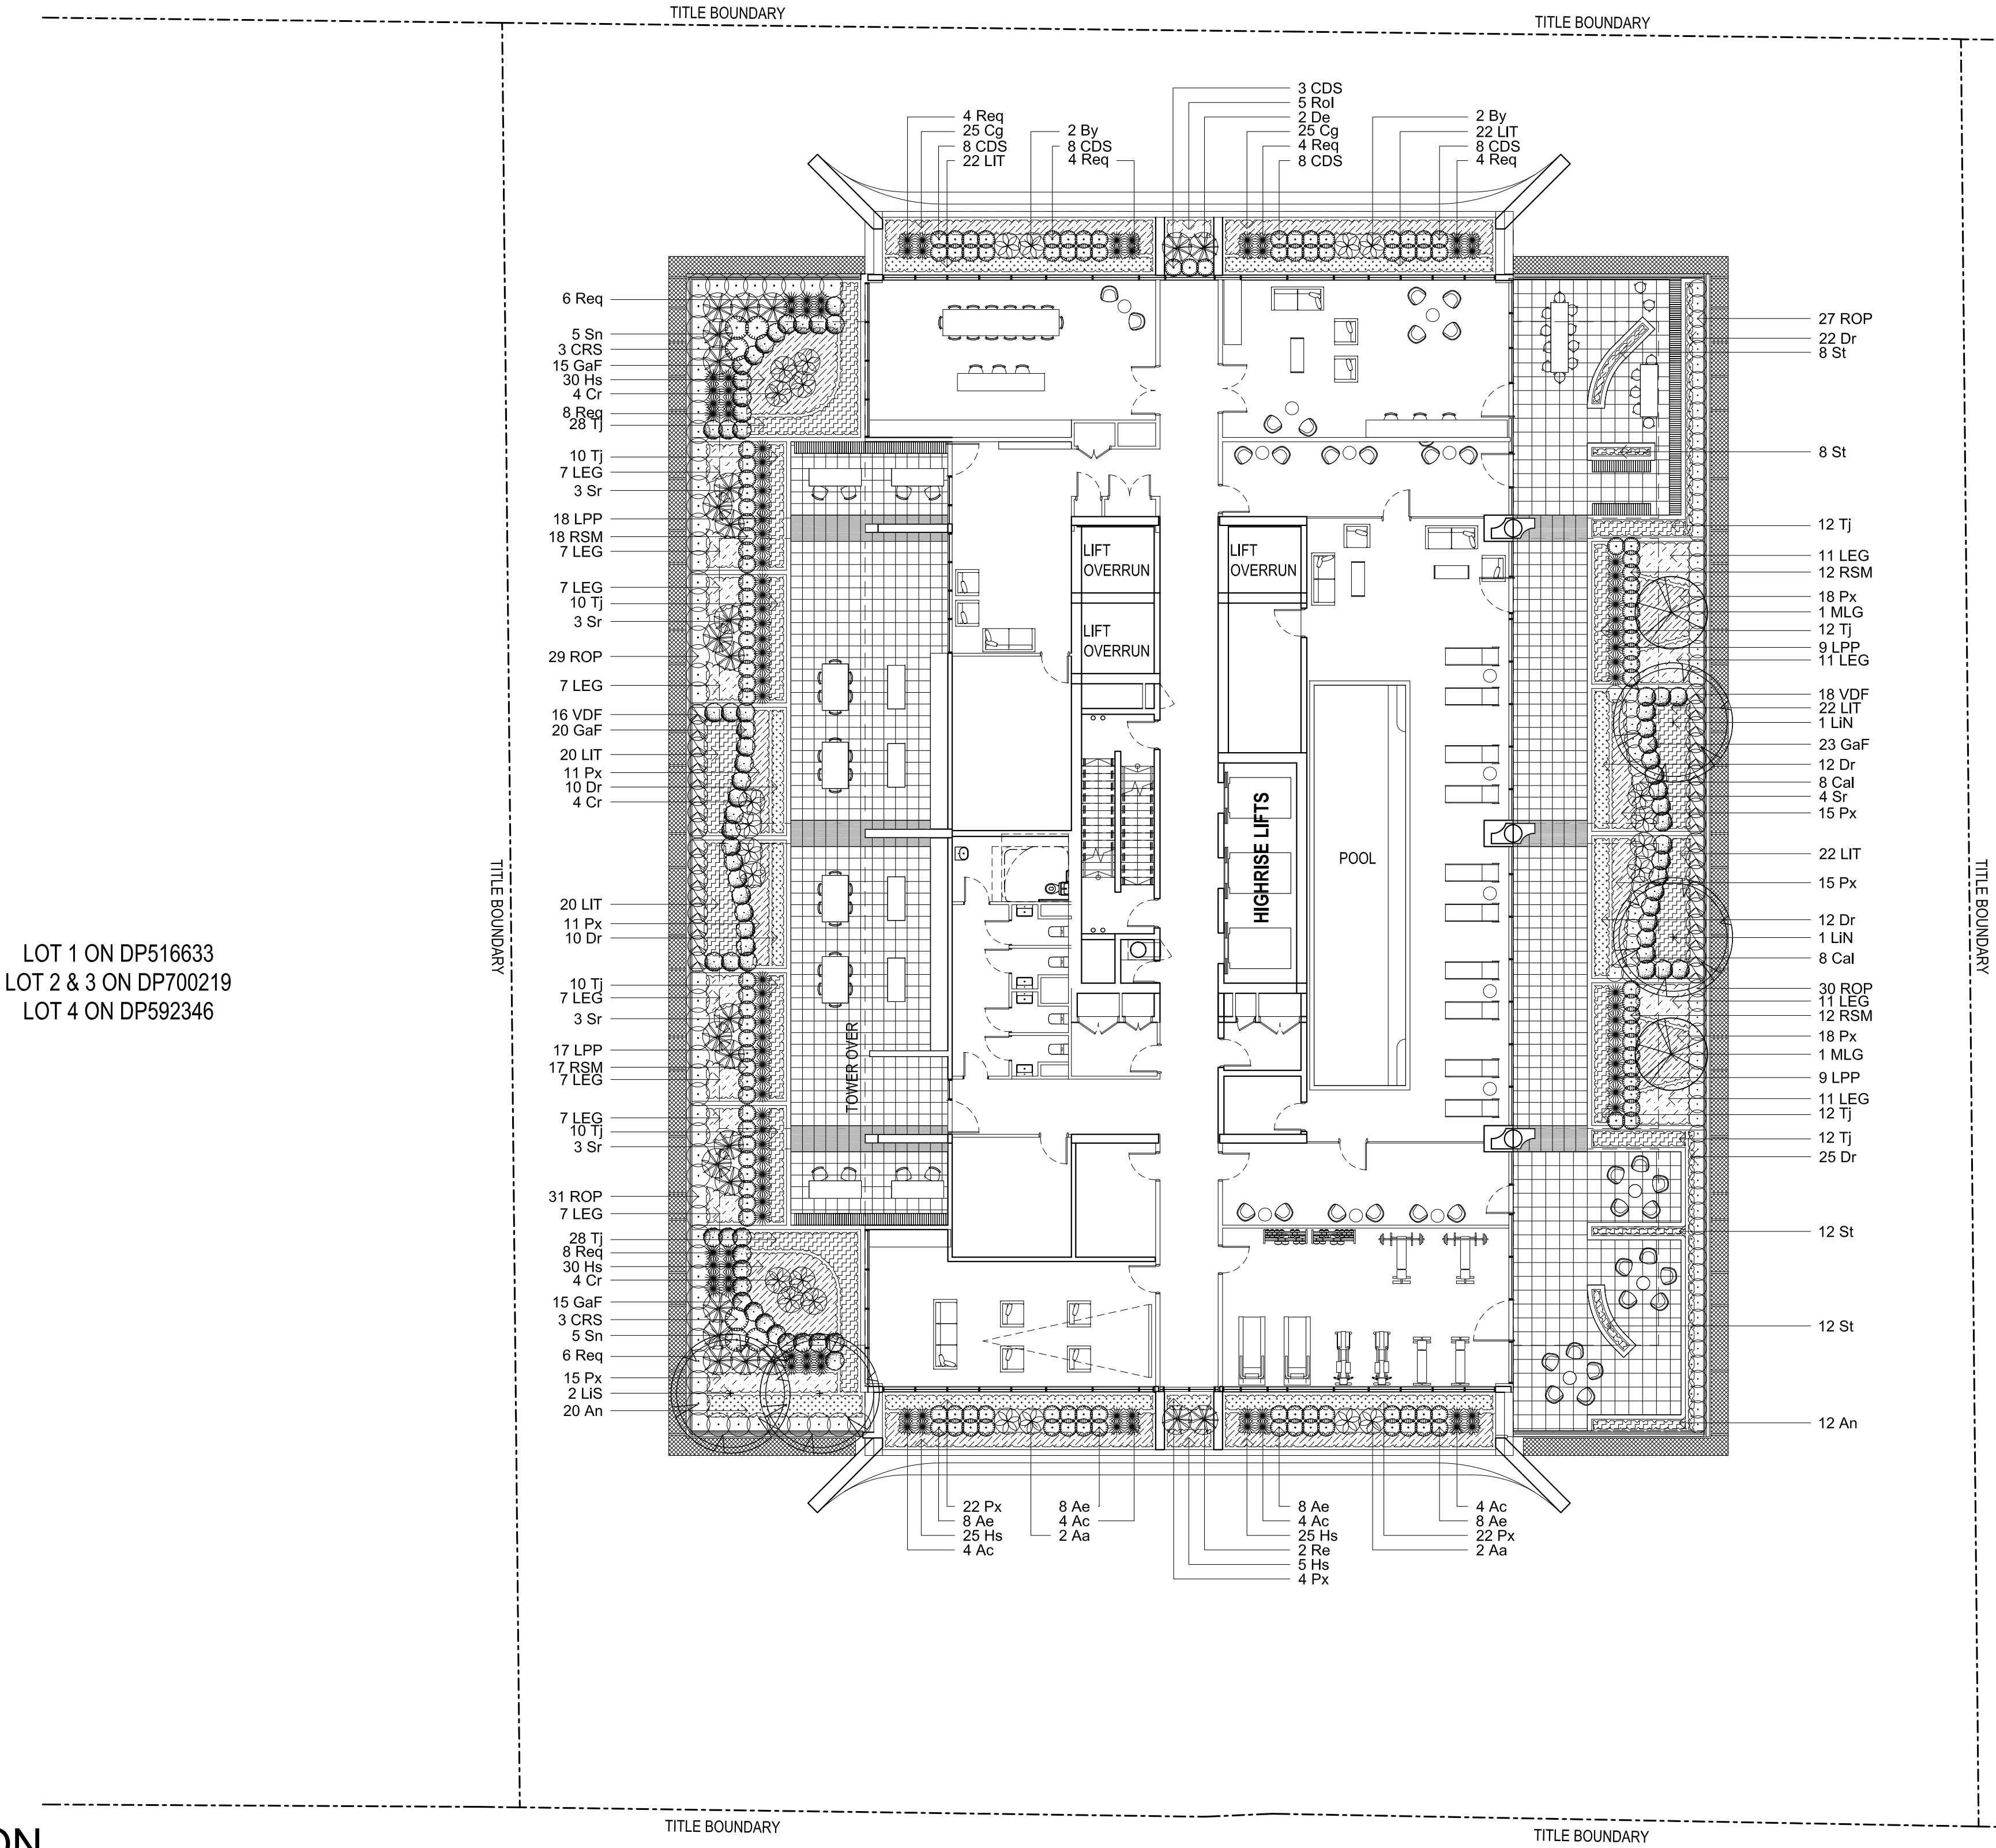 TITLE BOUNDARY
TITLE BOUNDARY
4 Req
25 Cg
8 CDS
22 LIT
2 By
8 CDS
4 Req
3 CDS
5 Rol
2 De
25 Cg
4 Req
8 CDS
2 By
22 LIT
8 CDS
4 Req
6 Req
5 Sn
3 CRS
15 GaF
30 Hs
4 Cr
8 Req
28 Tj
10 Tj
7 LEG
3 Sr
18 LPP
18 RSM
7 LEG
7 LEG
10 Tj
3 Sr
29 ROP
7 LEG
16 VDF
20 GaF
20 LIT
11 Px
10 Dr
4 Cr
20 LIT
11 Px
10 Dr
10 Tj
7 LEG
3 Sr
17 LPP
17 RSM
7 LEG
7 LEG
10 Tj
3 Sr
31 ROP
7 LEG
28 Tj
8 Req
30 Hs
4 Cr
15 GaF
3 CRS
5 Sn
6 Req
15 Px
2 LiS
20 An
TITLE BOUNDARY
LOT 1 ON DP516633
LOT 2 & 3 ON DP700219
LOT 4 ON DP592346
TOWER OVER
LIFT
OVERRUN
LIFT
OVERRUN
LIFT
OVERRUN
HIGHRISE LIFTS
POOL
27 ROP
22 Dr
8 St
8 St
12 Tj
11 LEG
12 RSM
18 Px
1 MLG
12 Tj
9 LPP
11 LEG
18 VDF
22 LIT
1 LiN
23 GaF
12 Dr
8 Cal
4 Sr
15 Px
22 LIT
15 Px
12 Dr
1 LiN
8 Cal
30 ROP
11 LEG
12 RSM
18 Px
1 MLG
9 LPP
11 LEG
12 Tj
12 Tj
25 Dr
12 St
12 St
12 An
TITLE BOUNDARY
22 Px
8 Ae
25 Hs
4 Ac
8 Ae
4 Ac
2 Aa
8 Ae
4 Ac
25 Hs
2 Re
5 Hs
4 Px
4 Ac
8 Ae
22 Px
2 Aa
TITLE BOUNDARY
TITLE BOUNDARY